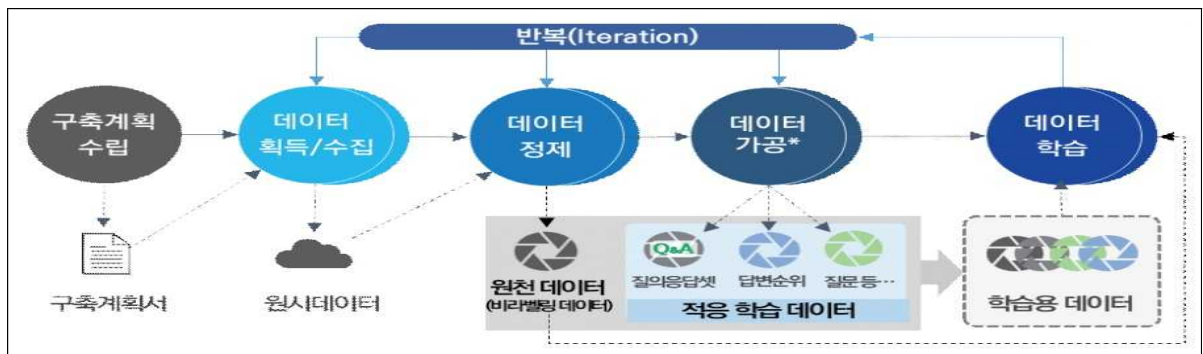 반복(Iteration)
구축계획
수립
데이터
획득/수집
데이터
정제
데이터
가공*
데이터
학습
구축계획서
원시데이터
원천 데이터
(비라벨링 데이터)
Q&A
질의응답셋
답변순위
질문 등…
적응 학습 데이터
학습용 데이터